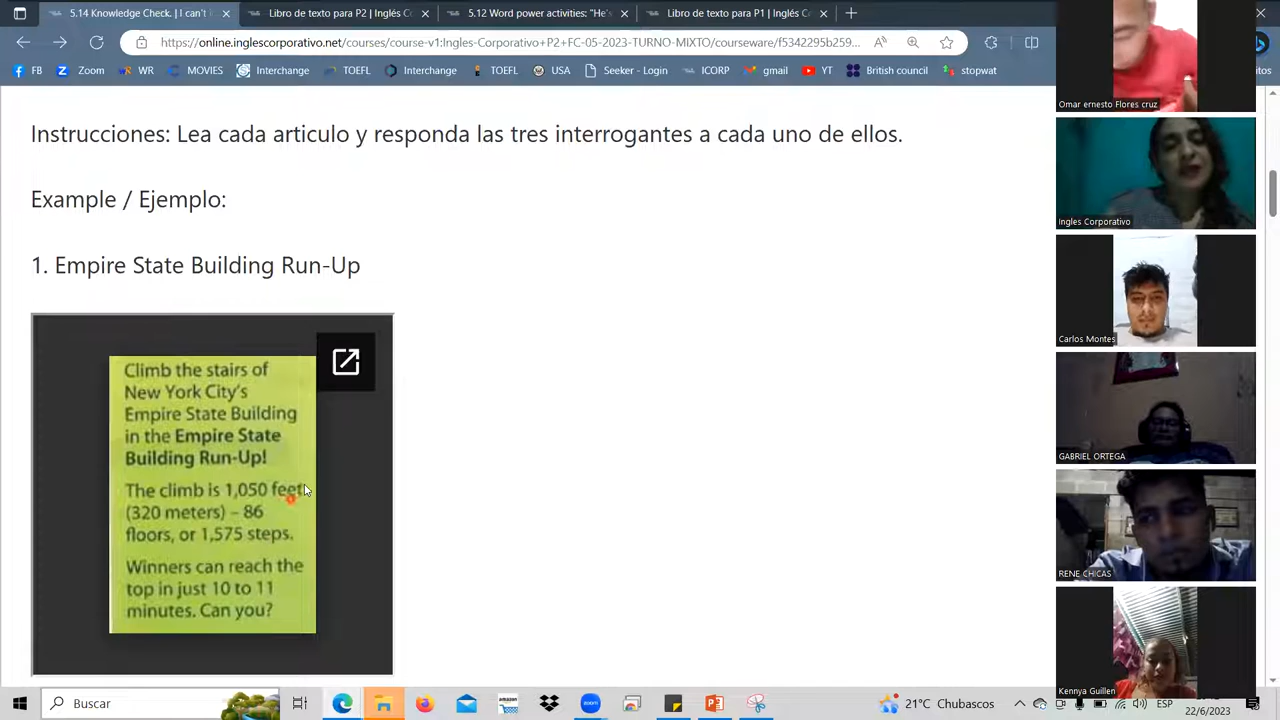 5.14 Knowledge Check. | I can't i
Libro de texto para P2 | Inglés C
5.12 Word power activities: "He's
Libro de texto para P1 | Inglés C
https://online.inglescorporativo.net/courses/course-v1:Ingles-Corporativo+P2+FC-05-2023-TURNO-MIXTO/courseware/f5342295b259...
FB
Zoom
WR
MOVIES
Interchange
TOEFL
Interchange
TOEFL
USA
Seeker - Login
ICORP
gmail
YT
British council
stopwat
itos
Instrucciones: Lea cada articulo y responda las tres interrogantes a cada uno de ellos.
Example / Ejemplo:
1. Empire State Building Run-Up
Climb the stairs of
New York City's
Empire State Building
in the Empire State
Building Run-Up!
The climb is 1,050 feet
(320 meters) – 86
floors, or 1,575 steps.
Winners can reach the
top in just 10 to 11
minutes. Can you?
Omar ernesto Flores cruz
Ingles Corporativo
Carlos Montes
GABRIEL ORTEGA
RENE CHICAS
Kennya Guillen
Buscar
amazon
zoom
21°C Chubascos
ESP
22/6/2023